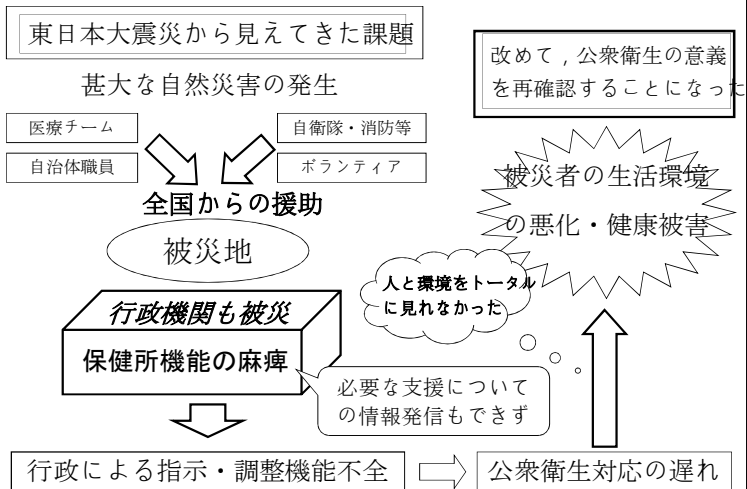 東日本大震災から見えてきた課題
甚大な自然災害の発生
医療チーム
自治体職員
自衛隊・消防等
ボランティア
全国からの援助
被災地
行政機関も被災
保健所機能の麻痺
必要な支援について
の情報発信もできず
行政による指示・調整機能不全
公衆衛生対応の遅れ
人と環境をトータル
に見れなかった
被災者の生活環境
の悪化・健康被害
改めて，公衆衛生の意義
を再確認することになった